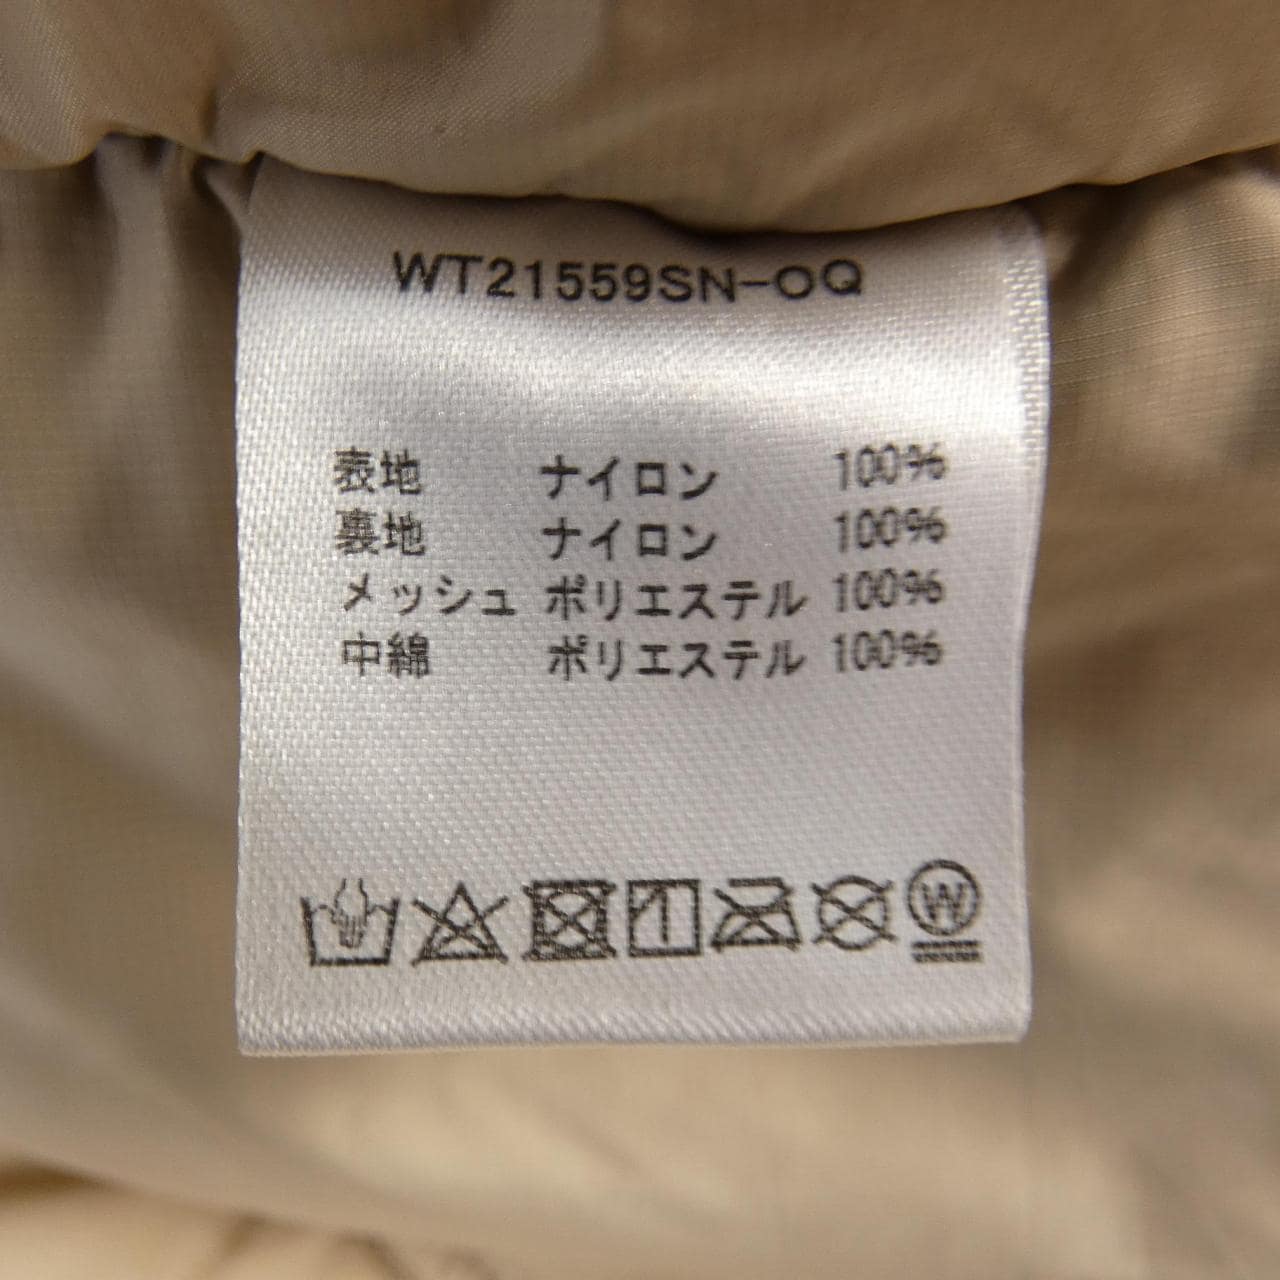 WT21559SN-OQ
表地 ナイロン 100%
裏地 ナイロン 100%
メッシュ ポリエステル 100%
中綿 ポリエステル 100%
W